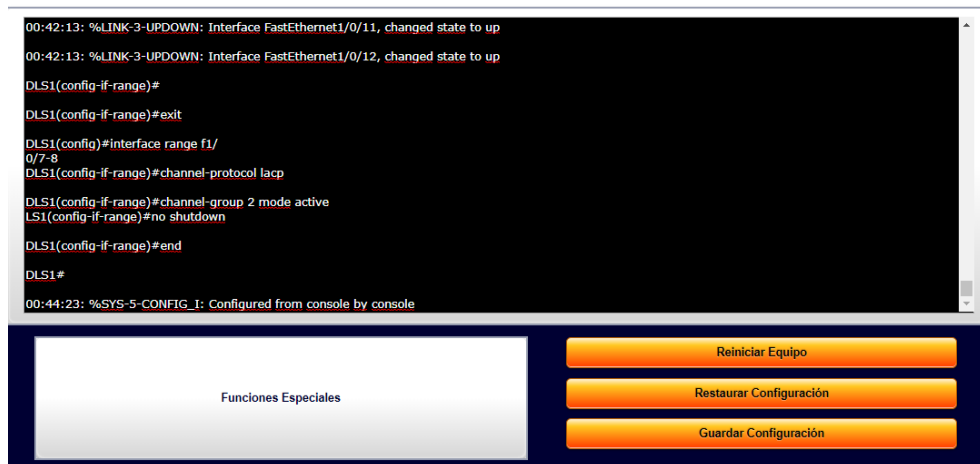 00:42:13: %LINK-3-UPDOWN: Interface FastEthernet1/0/11, changed state to up
00:42:13: %LINK-3-UPDOWN: Interface FastEthernet1/0/12, changed state to up
DLS1(config-if-range)#
DLS1(config-if-range)#exit
DLS1(config)#interface range f1/
0/7-8
DLS1(config-if-range)#channel-protocol lacp
DLS1(config-if-range)#channel-group 2 mode active
LS1(config-if-range)#no shutdown
DLS1(config-if-range)#end
DLS1#
00:44:23: %SYS-5-CONFIG_I: Configured from console by console
Funciones Especiales
Reiniciar Equipo
Restaurar Configuración
Guardar Configuración